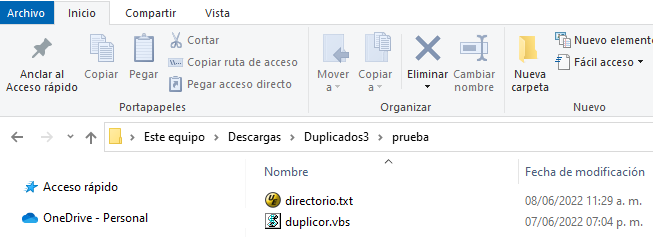 Archivo Inicio Compartir Vista
Anclar al Acceso rápido
Copiar
Pegar
Cortar
Copiar ruta de acceso
Pegar acceso directo
Portapapeles
Mover a
Copiar a
Eliminar
Cambiar nombre
Organizar
Nueva carpeta
Nuevo elemento
Fácil acceso
Nuevo
Este equipo > Descargas > Duplicados3 > prueba
Acceso rápido
OneDrive - Personal
Nombre Fecha de modificación
directorio.txt 08/06/2022 11:29 a. m.
duplicor.vbs 07/06/2022 07:04 p. m.